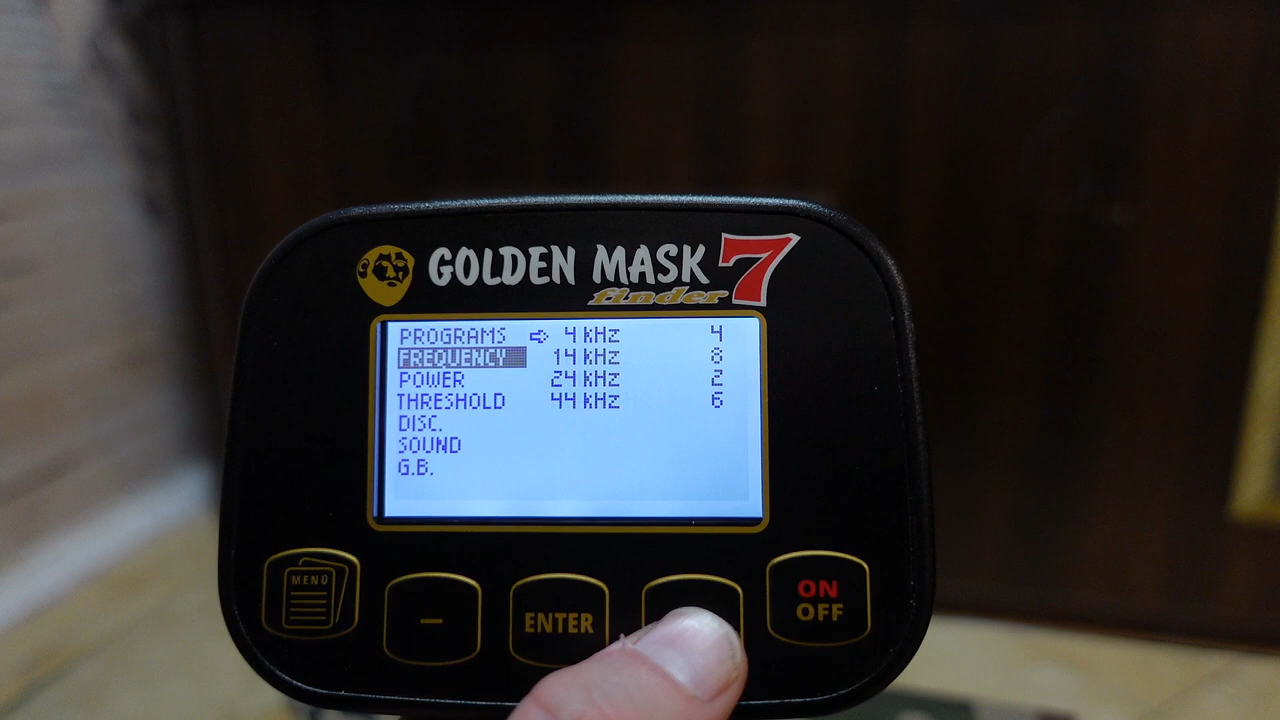 GOLDEN MASK 7
finder
PROGRAMS ➩ 4 kHz 4
FREQUENCY 14 kHz 8
POWER 24 kHz 2
THRESHOLD 44 kHz 6
DISC.
SOUND
G.B.
MENU
−
ENTER
ON
OFF